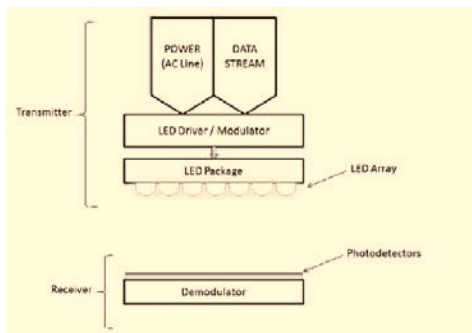 POWER
(AC Line)
DATA
STREAM
Transmitter
LED Driver / Modulator
LED Package
LED Array
Photodetectors
Receiver
Demodulator